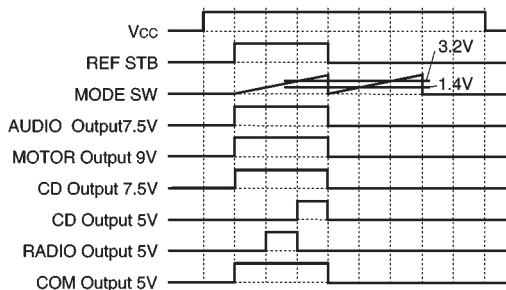 Vcc
REF STB
3.2V
MODE SW
1.4V
AUDIO Output7.5V
MOTOR Output 9V
CD Output 7.5V
CD Output 5V
RADIO Output 5V
COM Output 5V